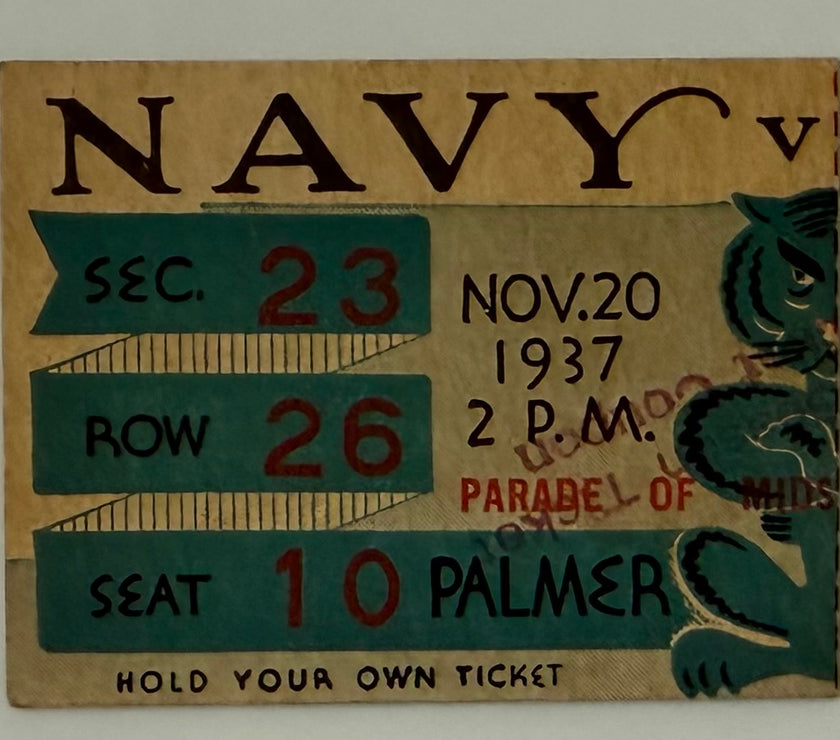 NAVY v
SEC. 23
NOV.20
1937
2 P.M.
ROW 26
PARADE OF MIDS
SEAT 10 PALMER
HOLD YOUR OWN TICKET